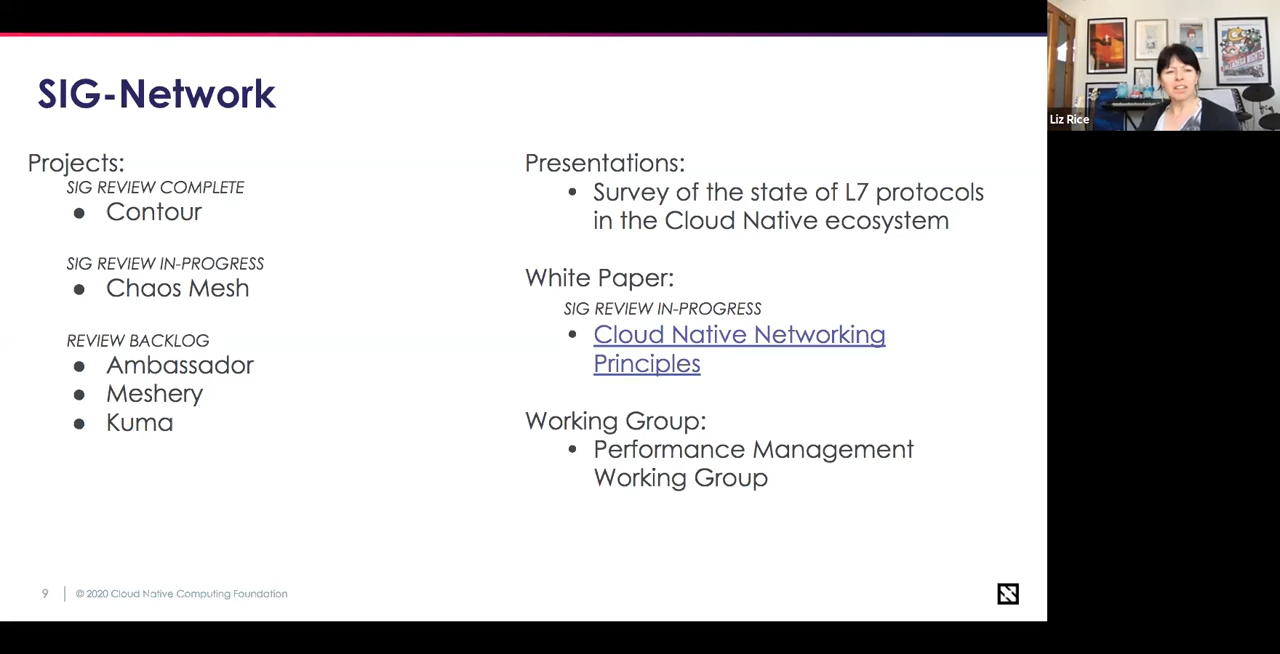 SIG-Network
Projects:
SIG REVIEW COMPLETE
● Contour
SIG REVIEW IN-PROGRESS
● Chaos Mesh
REVIEW BACKLOG
● Ambassador
● Meshery
● Kuma
Presentations:
• Survey of the state of L7 protocols
in the Cloud Native ecosystem
White Paper:
SIG REVIEW IN-PROGRESS
• Cloud Native Networking
Principles
Working Group:
• Performance Management
Working Group
9 | © 2020 Cloud Native Computing Foundation
Liz Rice